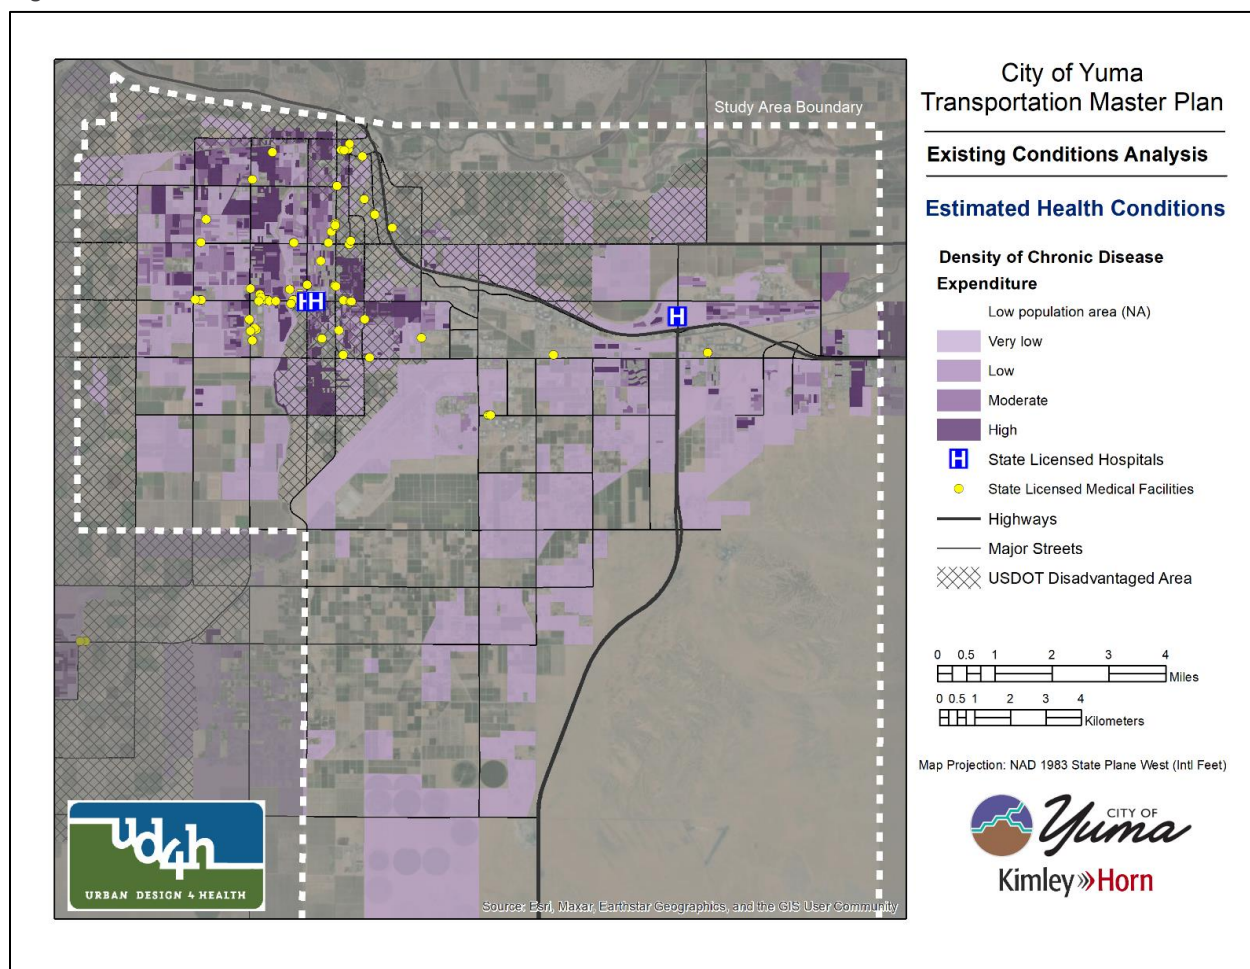 Study Area Boundary
City of Yuma
Transportation Master Plan
Existing Conditions Analysis
Estimated Health Conditions
Density of Chronic Disease
Expenditure
Low population area (NA)
Very low
Low
Moderate
High
H State Licensed Hospitals
State Licensed Medical Facilities
Highways
Major Streets
USDOT Disadvantaged Area
0 0.5 1 2 3 4
Miles
0 0.5 1 2 3 4
Kilometers
Map Projection: NAD 1983 State Plane West (Intl Feet)
CITY OF
Yuma
Kimley»Horn
H H
H
ud4h
URBAN DESIGN 4 HEALTH
Source: Esri, Maxar, Earthstar Geographics, and the GIS User Community